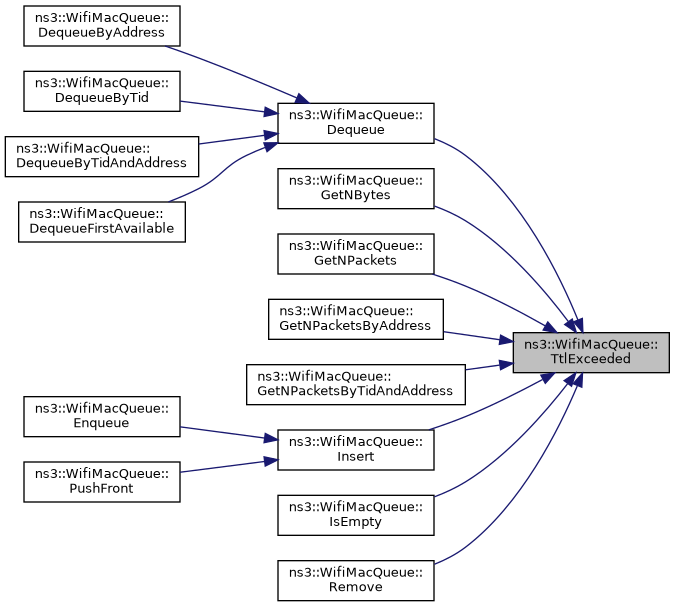 ns3::WifiMacQueue::
DequeueByAddress
ns3::WifiMacQueue::
DequeueByTid
ns3::WifiMacQueue::
DequeueByTidAndAddress
ns3::WifiMacQueue::
DequeueFirstAvailable
ns3::WifiMacQueue::
Enqueue
ns3::WifiMacQueue::
PushFront
ns3::WifiMacQueue::
Dequeue
ns3::WifiMacQueue::
GetNBytes
ns3::WifiMacQueue::
GetNPackets
ns3::WifiMacQueue::
GetNPacketsByAddress
ns3::WifiMacQueue::
GetNPacketsByTidAndAddress
ns3::WifiMacQueue::
Insert
ns3::WifiMacQueue::
IsEmpty
ns3::WifiMacQueue::
Remove
ns3::WifiMacQueue::
TtlExceeded